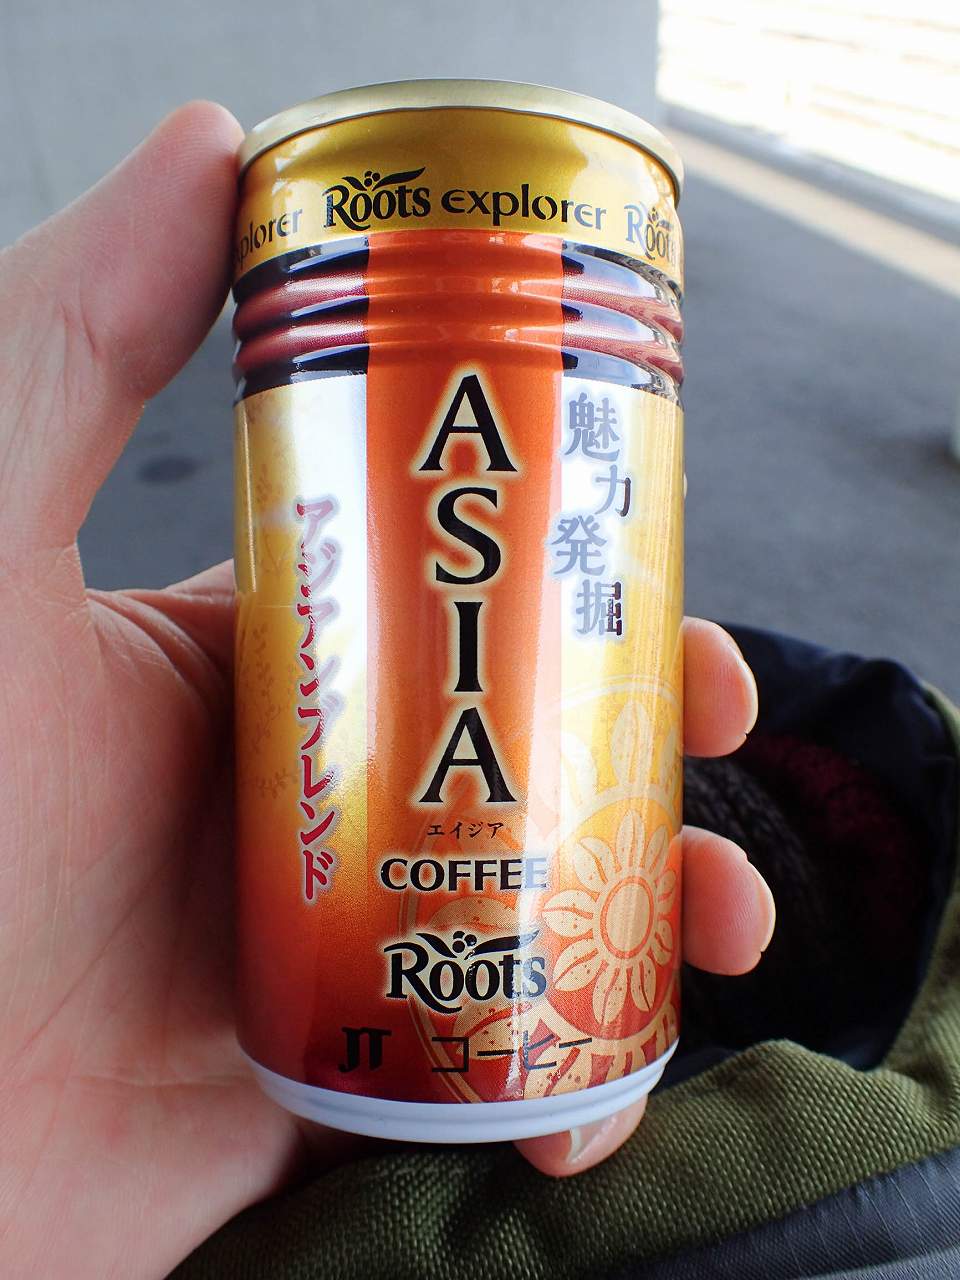 plorer Roots explorer Roots
ASIA
エイジア
COFFEE
Roots
JT コーヒー
魅力発掘
アジアンブレンド